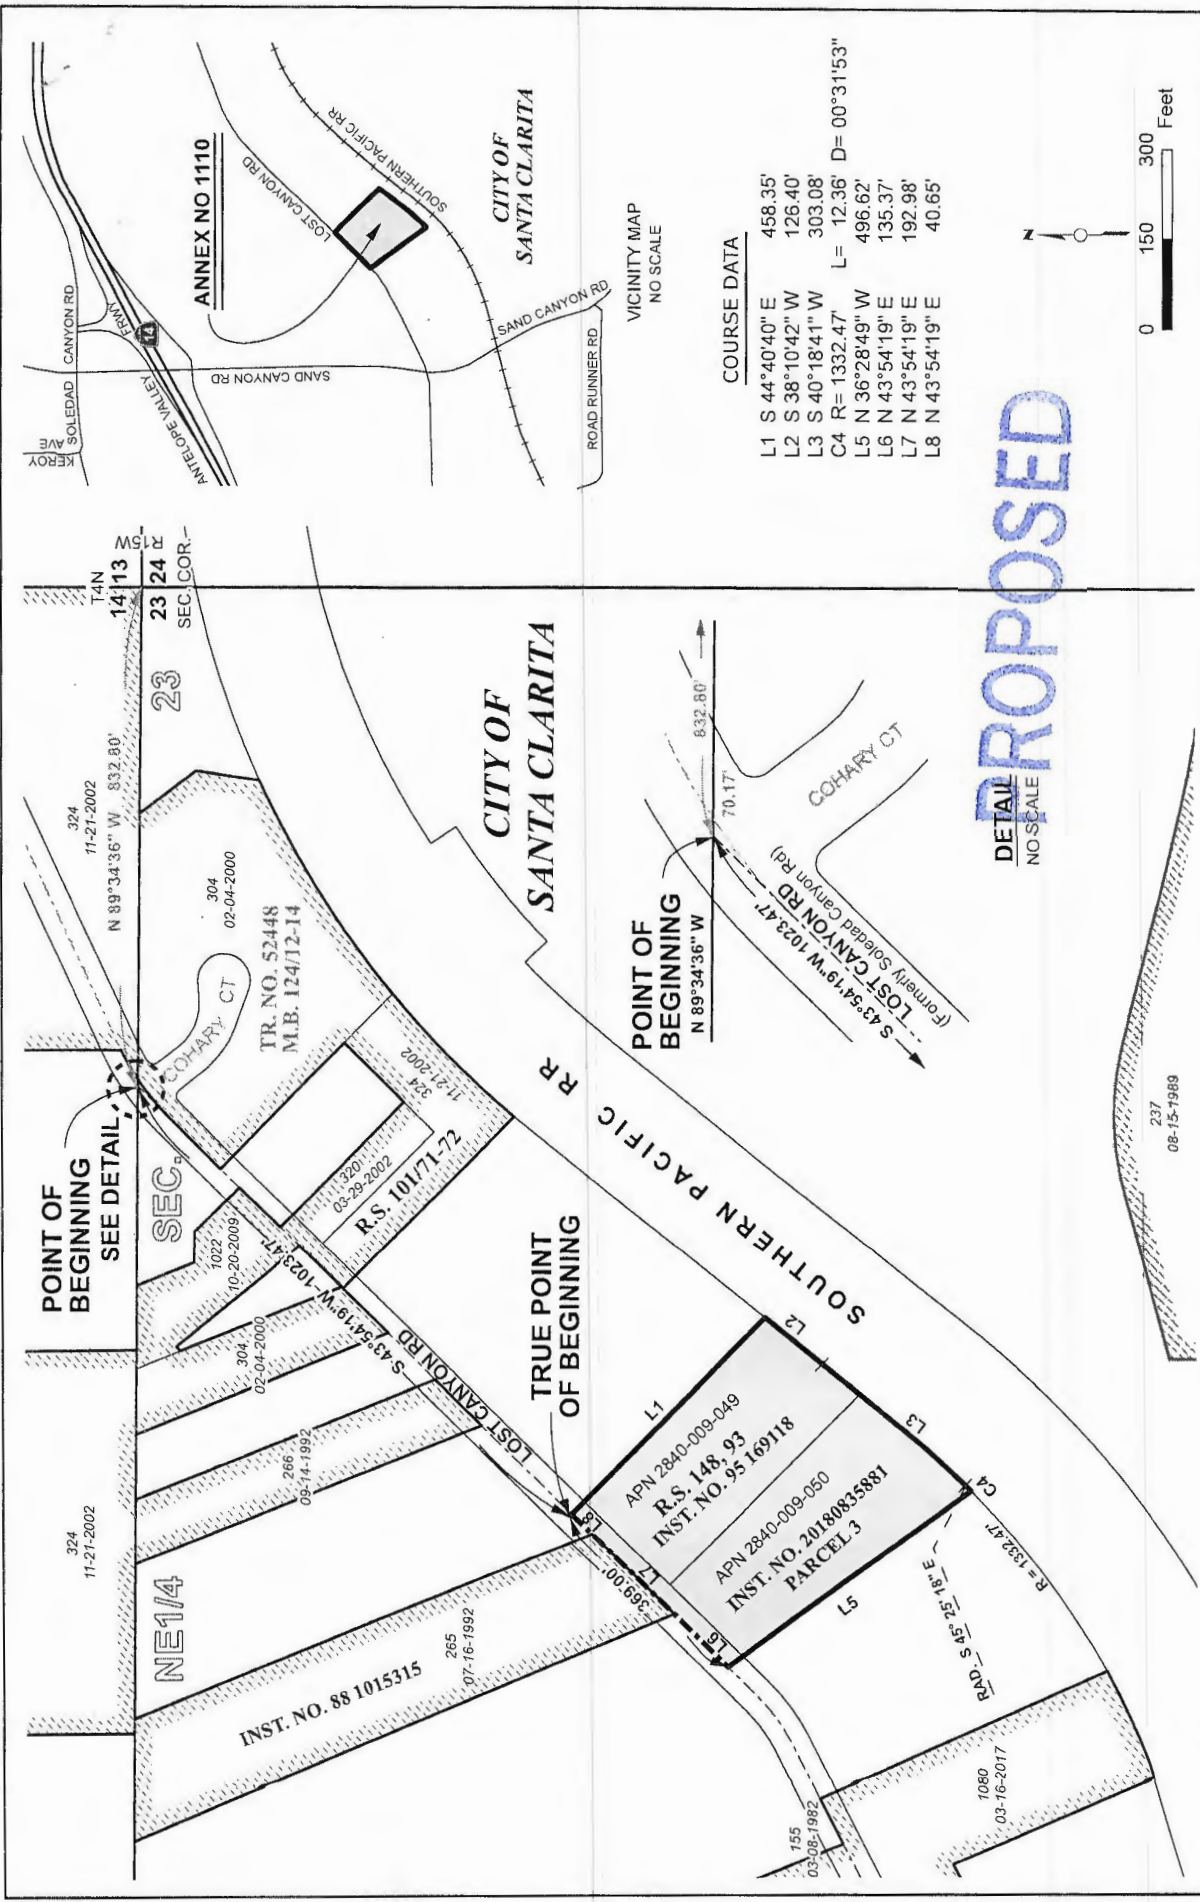 POINT OF
BEGINNING
SEE DETAIL
324
11-21-2002
N 89°34'36" W 832.80'
T4N
14 13
R15W
23 24
SEC. COR.
SEC.
23
NE1/4
324
11-21-2002
1022
10-20-2009
304
02-04-2000
266
09-14-1992
265
07-16-1992
INST. NO. 88 1015315
COHARY CT
304
02-04-2000
TR. NO. 52448
M.B. 124/12-14
324
11-21-2002
320
03-29-2002
R.S. 101/71-72
S 43°54'19" W 1023.47'
LOST CANYON RD
TRUE POINT
OF BEGINNING
CITY OF
SANTA CLARITA
SOUTHERN PACIFIC RR
L1
L2
L3
C4
L5
L6
L7
L8
369.00'
APN 2840-009-049
R.S. 148, 93
INST. NO. 95 169118
APN 2840-009-050
INST. NO. 20180835881
PARCEL 3
RAD. S 45° 25' 18" E
R = 1332.47'
155
03-08-1982
1080
03-16-2017
237
08-15-1989
POINT OF
BEGINNING
N 89°34'36" W
832.80'
70.17'
S 43°54'19" W 1023.47'
LOST CANYON RD
(Formerly Soledad Canyon Rd)
COHARY CT
DETAIL
NO SCALE
PROPOSED
KEROY
AVE
SOLEDAD CANYON RD
ANTELOPE VALLEY FRWY
14
SAND CANYON RD
ANNEX NO 1110
LOST CANYON RD
SOUTHERN PACIFIC RR
CITY OF
SANTA CLARITA
SAND CANYON RD
ROAD RUNNER RD
VICINITY MAP
NO SCALE
COURSE DATA
L1 S 44°40'40" E 458.35'
L2 S 38°10'42" W 126.40'
L3 S 40°18'41" W 303.08'
C4 R= 1332.47' L= 12.36' D= 00°31'53"
L5 N 36°28'49" W 496.62'
L6 N 43°54'19" E 135.37'
L7 N 43°54'19" E 192.98'
L8 N 43°54'19" E 40.65'
N
0 150 300
Feet